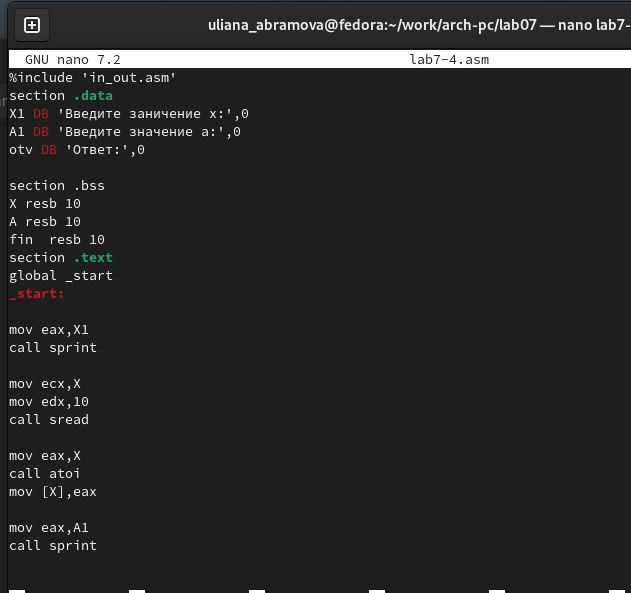 uliana_abramova@fedora:~/work/arch-pc/lab07 — nano lab7-
GNU nano 7.2 lab7-4.asm
%include 'in_out.asm'
section .data
X1 DB 'Введите заничение x:',0
A1 DB 'Введите значение a:',0
otv DB 'Ответ:',0
section .bss
X resb 10
A resb 10
fin  resb 10
section .text
global _start
_start:
mov eax,X1
call sprint
mov ecx,X
mov edx,10
call sread
mov eax,X
call atoi
mov [X],eax
mov eax,A1
call sprint